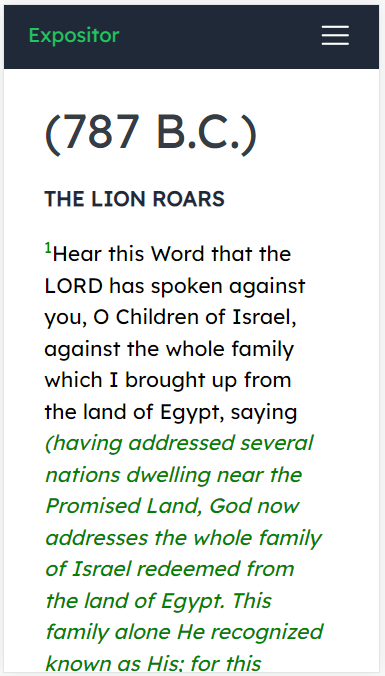 Expositor
(787 B.C.)
THE LION ROARS
1Hear this Word that the
LORD has spoken against
you, O Children of Israel,
against the whole family
which I brought up from
the land of Egypt, saying
(having addressed several
nations dwelling near the
Promised Land, God now
addresses the whole family
of Israel redeemed from
the land of Egypt. This
family alone He recognized
known as His; for this